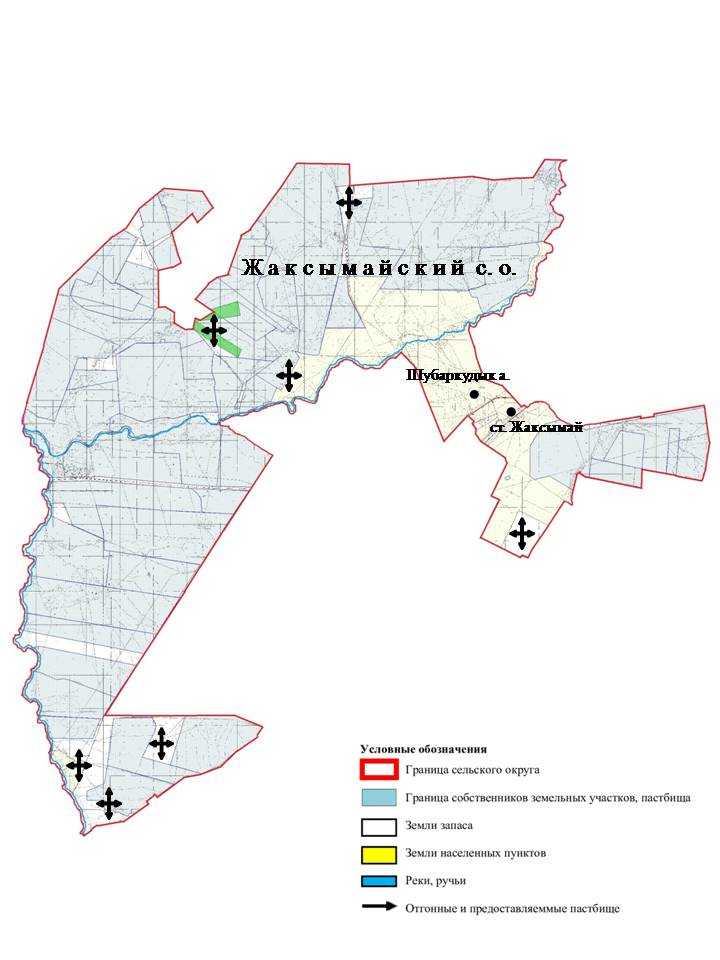 Жаксымайский с.о.
Шубаркудык а.
ст. Жаксымай
Условные обозначения
Граница сельского округа
Граница собственников земельных участков, пастбища
Земли запаса
Земли населенных пунктов
Реки, ручьи
Отгонные и предоставляеммые пастбище